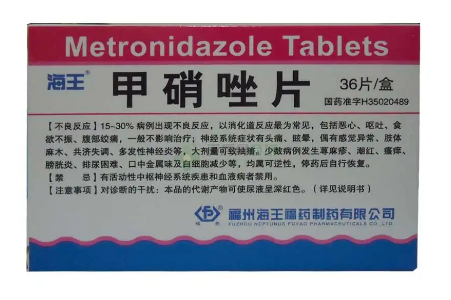 Metronidazole Tablets
海王®
甲硝唑片
36片/盒
国药准字H35020489
【不良反应】15~30%病例出现不良反应，以消化道反应最为常见，包括恶心、呕吐、食
欲不振、腹部绞痛，一般不影响治疗；神经系统症状有头痛、眩晕，偶有感觉异常、肢体
麻木、共济失调、多发性神经炎等，大剂量可致抽搐。少数病例发生荨麻疹、潮红、瘙痒、
膀胱炎、排尿困难、口中金属味及白细胞减少等，均属可逆性，停药后自行恢复。
【禁 忌】有活动性中枢神经系统疾患和血液病者禁用。
【注意事项】对诊断的干扰：本品的代谢产物可使尿液呈深红色。（详见说明书）
福州海王福药制药有限公司
FUZHOU NEPTUNUS FUYAO PHARMACEUTICALS CO.,LTD.